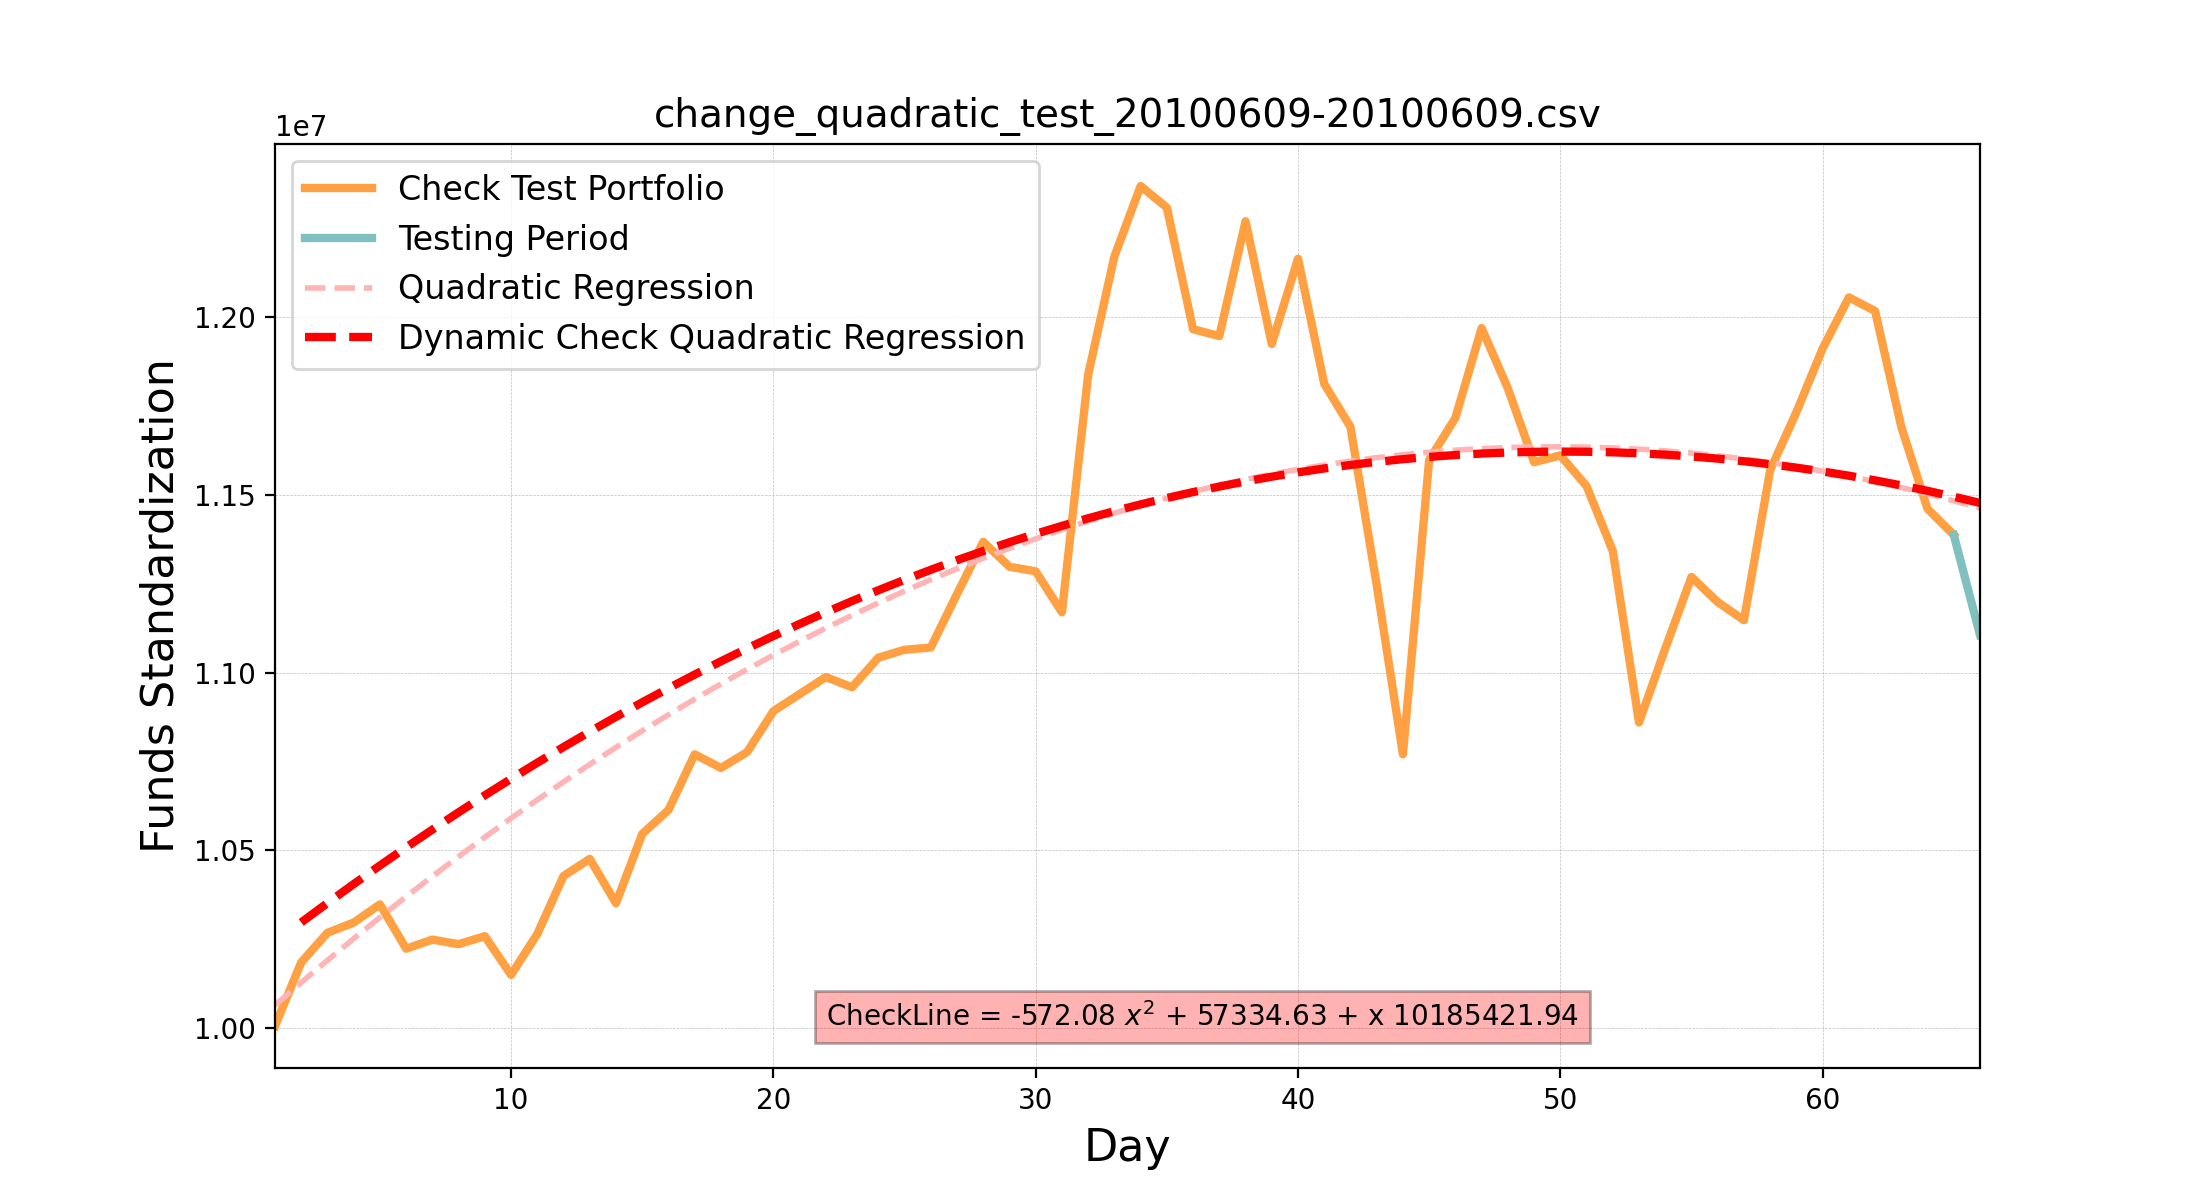 change_quadratic_test_20100609-20100609.csv
1e7
Check Test Portfolio
Testing Period
Quadratic Regression
Dynamic Check Quadratic Regression
1.20
1.15
1.10
1.05
1.00
Funds Standardization
CheckLine = -572.08 x² + 57334.63 + x 10185421.94
10 20 30 40 50 60
Day